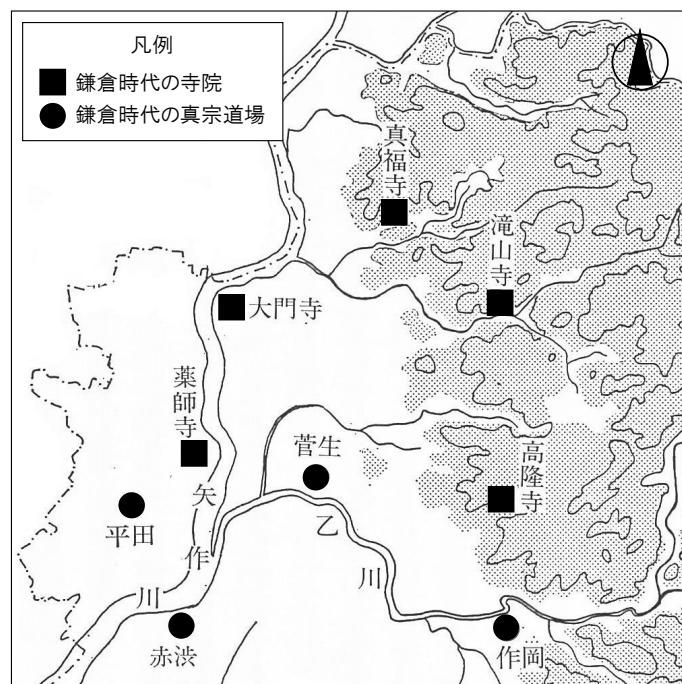 凡例
鎌倉時代の寺院
鎌倉時代の真宗道場
真福寺
滝山寺
大門寺
薬師寺
菅生
高隆寺
平田
矢作川
乙川
赤渋
作岡